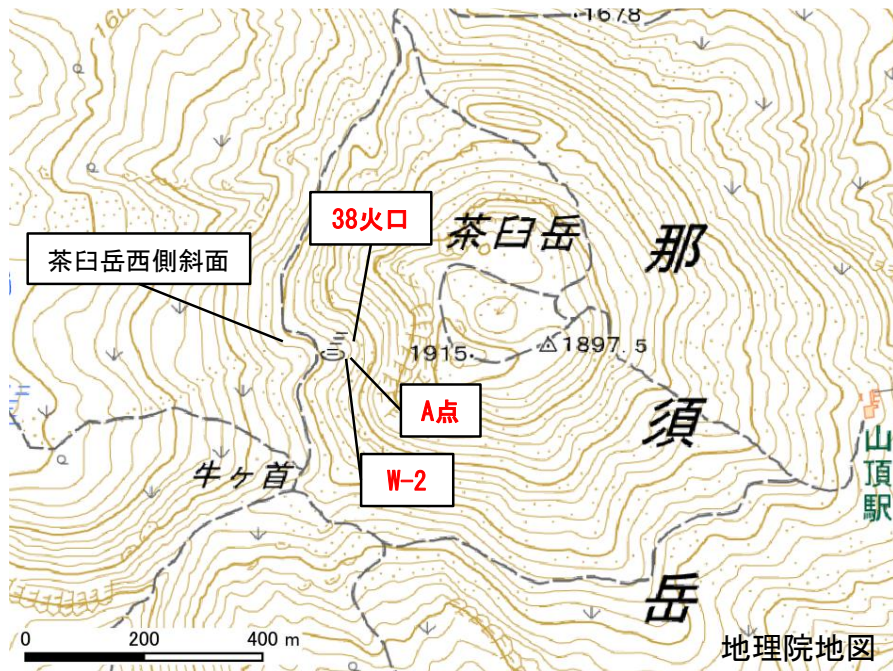 1678
38火口
茶臼岳
那須岳
茶臼岳西側斜面
1915
1897.5
A点
W-2
牛ヶ首
山頂駅
0 200 400 m
地理院地図